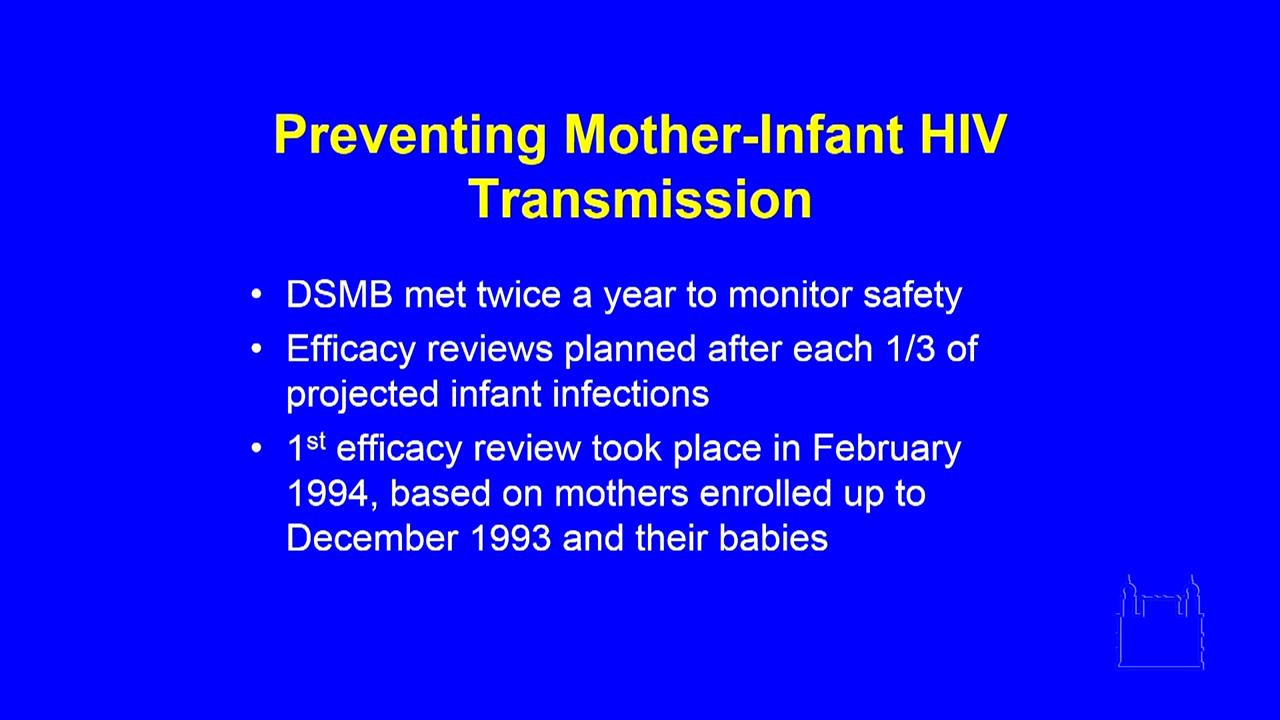 Preventing Mother-Infant HIV
Transmission
• DSMB met twice a year to monitor safety
• Efficacy reviews planned after each 1/3 of
projected infant infections
• 1st efficacy review took place in February
1994, based on mothers enrolled up to
December 1993 and their babies